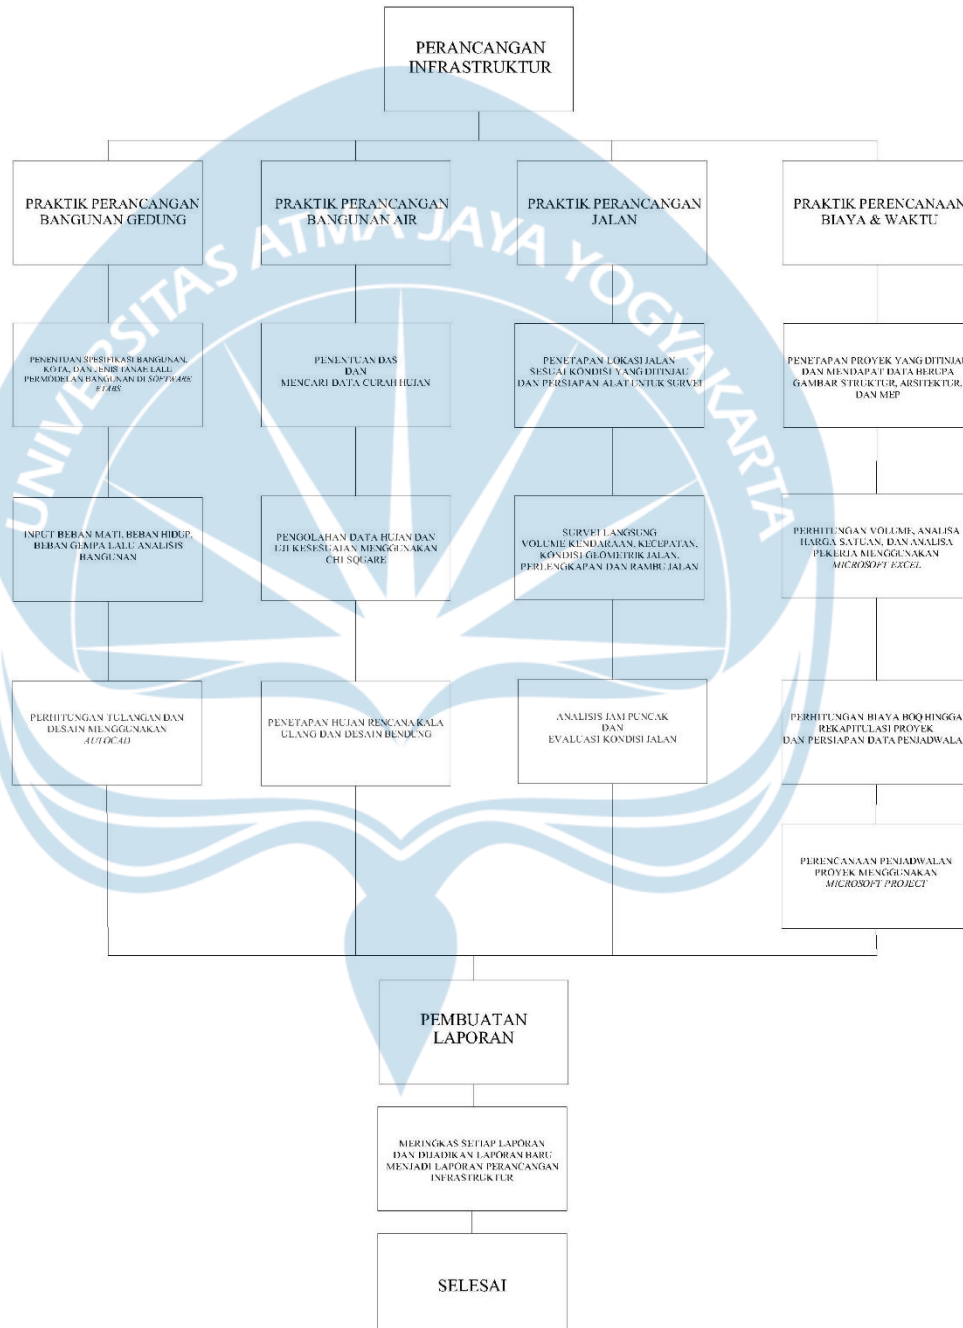 PERANCANGAN
INFRASTRUKTUR
PRAKTIK PERANCANGAN
BANGUNAN GEDUNG
PRAKTIK PERANCANGAN
BANGUNAN AIR
PRAKTIK PERANCANGAN
JALAN
PRAKTIK PERENCANAAN
BIAYA & WAKTU
UNIVERSITAS ATMA JAYA YOGYAKARTA
PENENTUAN SPESIFIKASI BANGUNAN,
KOTA, DAN JENIS TANAH LALU
PERMODELAN BANGUNAN DI SOFTWARE
ETABS
PENENTUAN DAS
DAN
MENCARI DATA CURAH HUJAN
PENETAPAN LOKASI JALAN
SESUAI KONDISI YANG DITINJAU
DAN PERSIAPAN ALAT UNTUK SURVEI
PENETAPAN PROYEK YANG DITINJAU
DAN MENDAPAT DATA BERUPA
GAMBAR STRUKTUR, ARSITEKTUR,
DAN MEP
INPUT BEBAN MATI, BEBAN HIDUP,
BEBAN GEMPA LALU ANALISIS
BANGUNAN
PENGOLAHAN DATA HUJAN DAN
UJI KESESUAIAN MENGGUNAKAN
CHI SQUARE
SURVEI LANGSUNG
VOLUME KENDARAAN, KECEPATAN,
KONDISI GEOMETRIK JALAN,
PERLENGKAPAN DAN RAMBU JALAN
PERHITUNGAN VOLUME, ANALISA
HARGA SATUAN, DAN ANALISA
PEKERJA MENGGUNAKAN
MICROSOFT EXCEL
PERHITUNGAN TULANGAN DAN
DESAIN MENGGUNAKAN
AUTOCAD
PENETAPAN HUJAN RENCANA KALA
ULANG DAN DESAIN BENDUNG
ANALISIS JAM PUNCAK
DAN
EVALUASI KONDISI JALAN
PERHITUNGAN BIAYA BOQ HINGGA
REKAPITULASI PROYEK
DAN PERSIAPAN DATA PENJADWALA
PERENCANAAN PENJADWALAN
PROYEK MENGGUNAKAN
MICROSOFT PROJECT
PEMBUATAN
LAPORAN
MERINGKAS SETIAP LAPORAN
DAN DIJADIKAN LAPORAN BARU
MENJADI LAPORAN PERANCANGAN
INFRASTRUKTUR
SELESAI